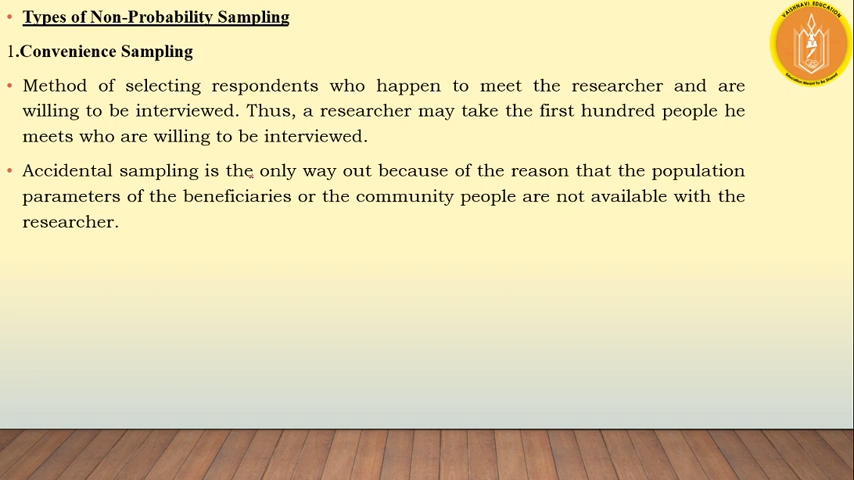 Types of Non-Probability Sampling
1.Convenience Sampling
Method of selecting respondents who happen to meet the researcher and are
willing to be interviewed. Thus, a researcher may take the first hundred people he
meets who are willing to be interviewed.
Accidental sampling is the only way out because of the reason that the population
parameters of the beneficiaries or the community people are not available with the
researcher.
VAISHNAVI EDUCATION